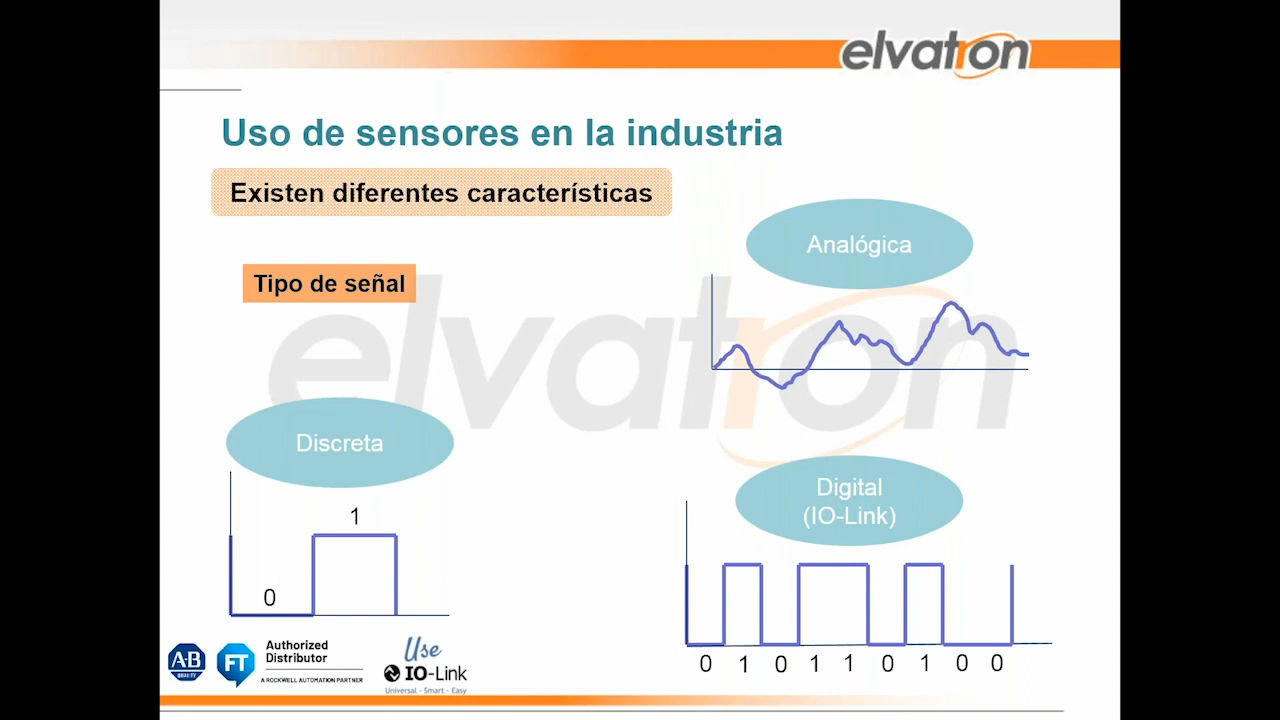 elvatron
Uso de sensores en la industria
Existen diferentes características
Analógica
Tipo de señal
elvatron
Discreta
Digital
(IO-Link)
1
0
0 1 0 1 1 0 1 0 0
AB
QUALITY
FT
Authorized
Distributor
A ROCKWELL AUTOMATION PARTNER
Use
IO-Link
Universal - Smart - Easy